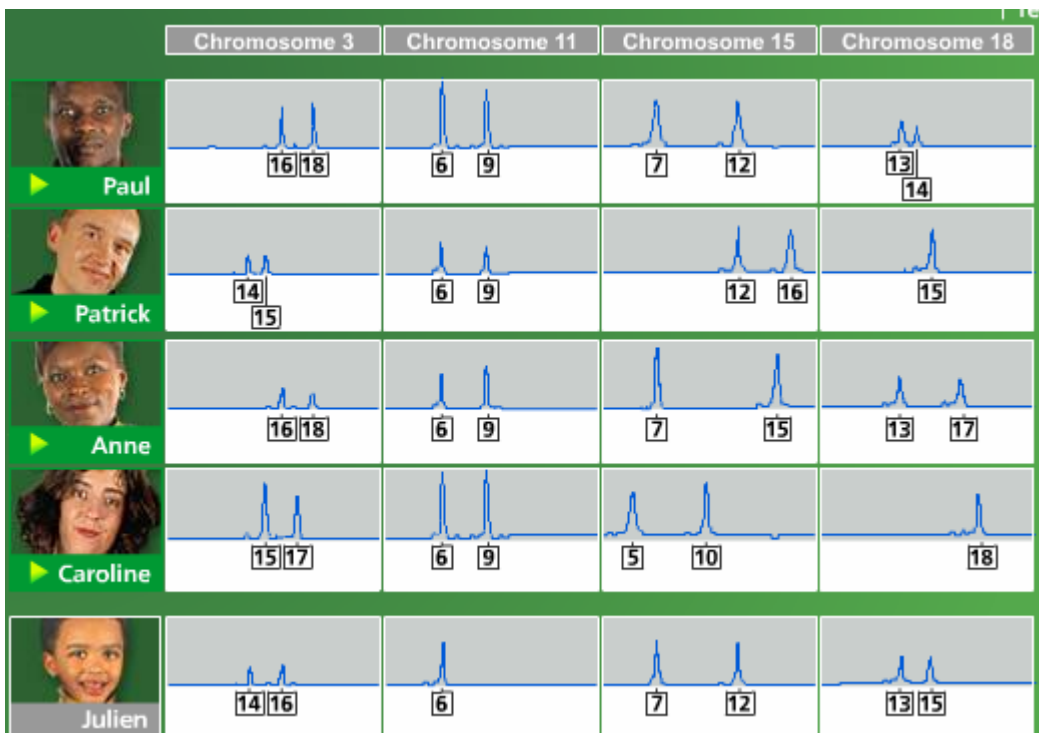 Chromosome 3 Chromosome 11 Chromosome 15 Chromosome 18
16 18 6 9 7 12 13
14
Paul
14 6 9 12 16 15
15
Patrick
16 18 6 9 7 15 13 17
Anne
15 17 6 9 5 10 18
Caroline
14 16 6 7 12 13 15
Julien